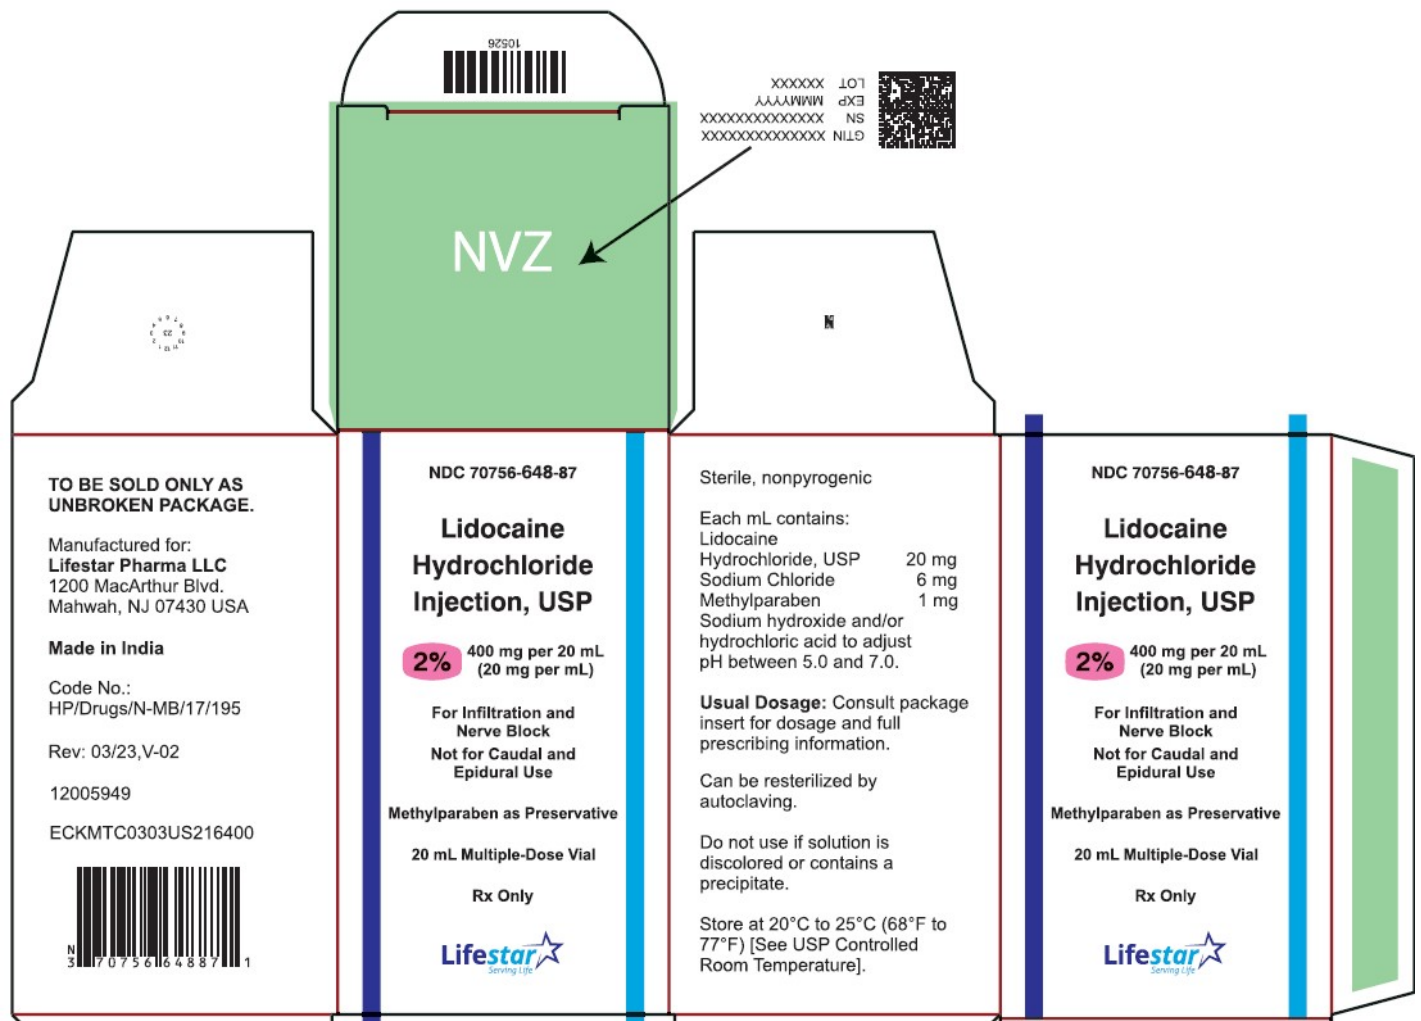 10526
LOT XXXXXX
EXP MMYYYY
SN XXXXXXXXXXXXXX
GTIN XXXXXXXXXXXXXX
NVZ
23
TO BE SOLD ONLY AS
UNBROKEN PACKAGE.
Manufactured for:
Lifestar Pharma LLC
1200 MacArthur Blvd.
Mahwah, NJ 07430 USA
Made in India
Code No.:
HP/Drugs/N-MB/17/195
Rev: 03/23,V-02
12005949
ECKMTC0303US216400
N
3 70756 64887 1
NDC 70756-648-87
Lidocaine
Hydrochloride
Injection, USP
2% 400 mg per 20 mL
(20 mg per mL)
For Infiltration and
Nerve Block
Not for Caudal and
Epidural Use
Methylparaben as Preservative
20 mL Multiple-Dose Vial
Rx Only
Lifestar
Serving Life
Sterile, nonpyrogenic
Each mL contains:
Lidocaine
Hydrochloride, USP 20 mg
Sodium Chloride 6 mg
Methylparaben 1 mg
Sodium hydroxide and/or
hydrochloric acid to adjust
pH between 5.0 and 7.0.
Usual Dosage: Consult package
insert for dosage and full
prescribing information.
Can be resterilized by
autoclaving.
Do not use if solution is
discolored or contains a
precipitate.
Store at 20°C to 25°C (68°F to
77°F) [See USP Controlled
Room Temperature].
NDC 70756-648-87
Lidocaine
Hydrochloride
Injection, USP
2% 400 mg per 20 mL
(20 mg per mL)
For Infiltration and
Nerve Block
Not for Caudal and
Epidural Use
Methylparaben as Preservative
20 mL Multiple-Dose Vial
Rx Only
Lifestar
Serving Life